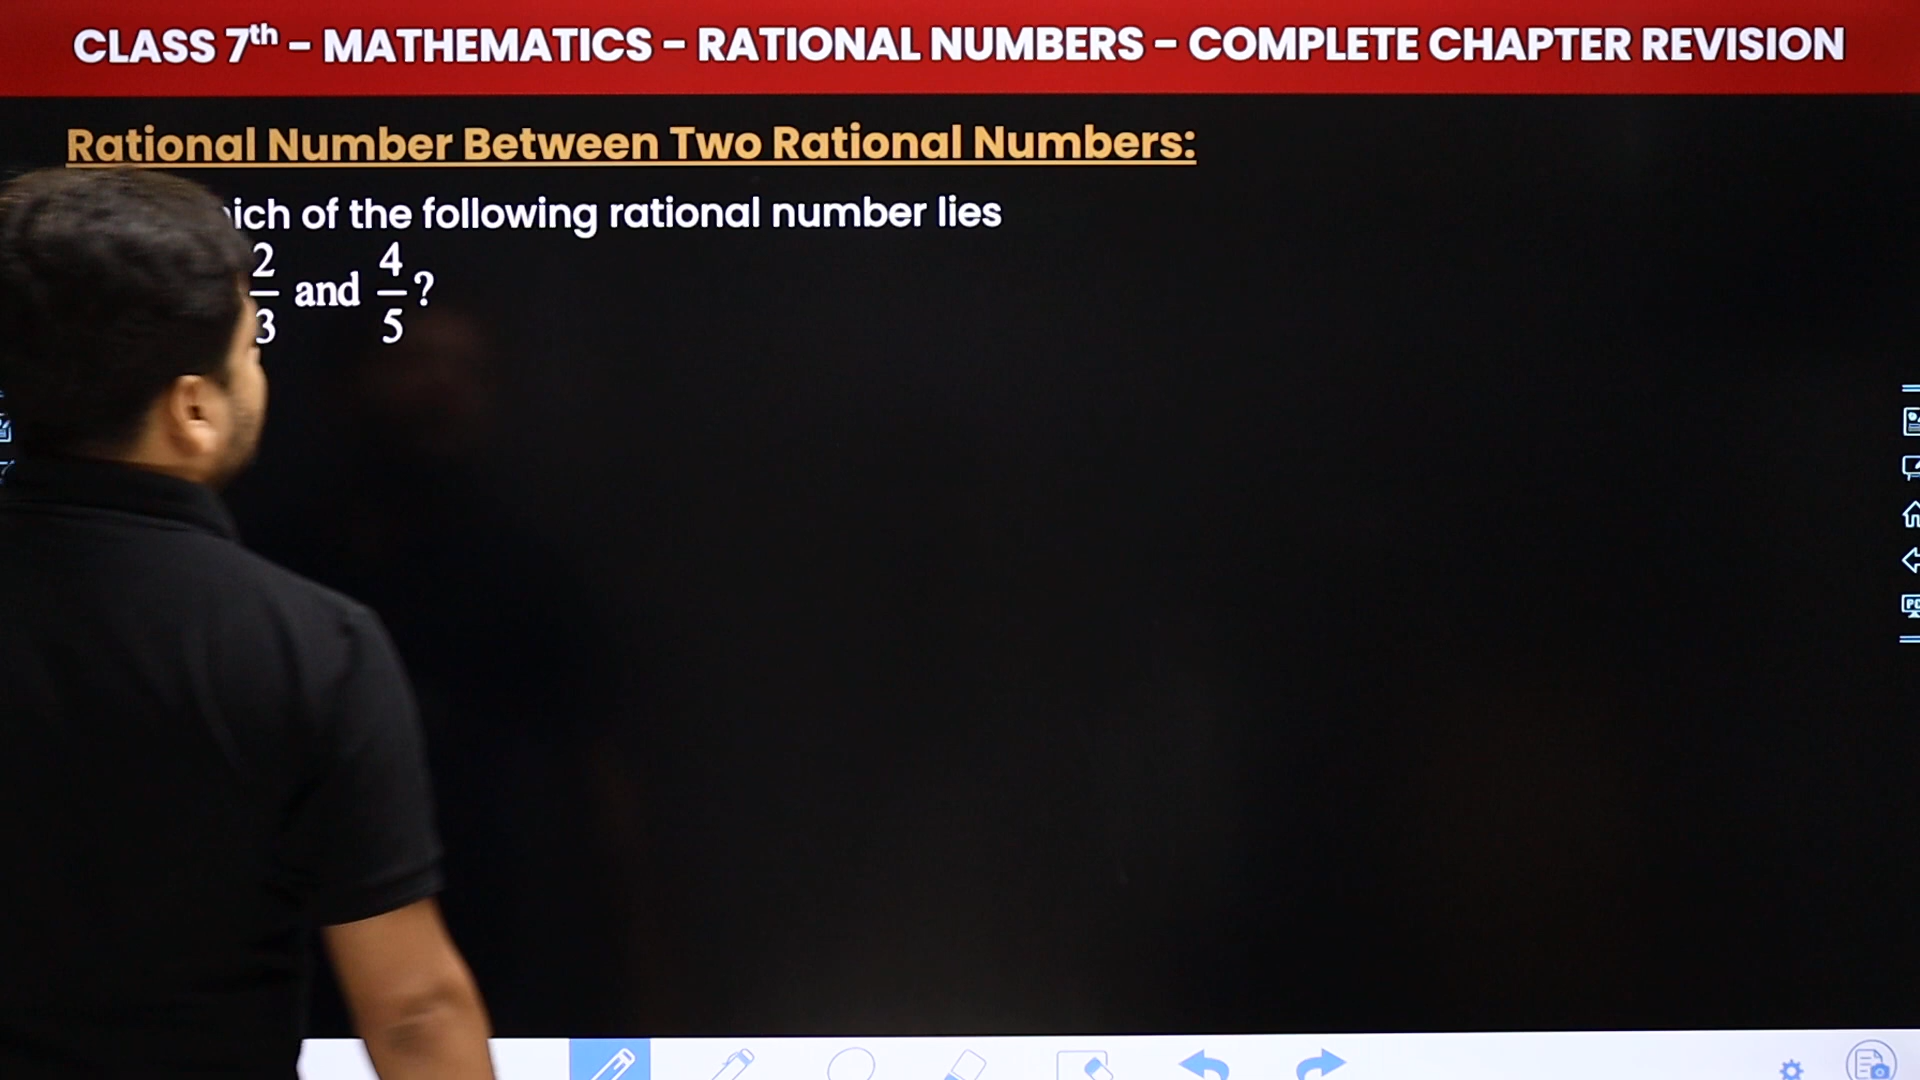 CLASS 7th – MATHEMATICS – RATIONAL NUMBERS – COMPLETE CHAPTER REVISION
Rational Number Between Two Rational Numbers:
of the following rational number lies
2/3 and 4/5?